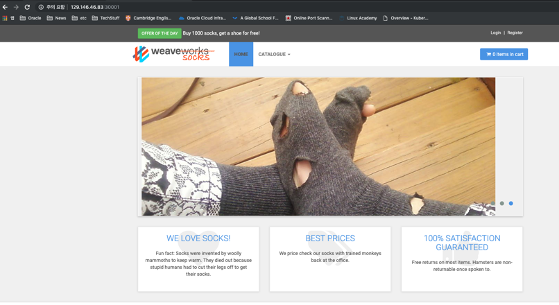 주의 요함 | 129.146.46.83:30001
Oracle News etc TechStuff Cambridge Englis... Oracle Cloud Infra... A Global School F... Online Port Scann... Linux Academy Overview - Kuber...
OFFER OF THE DAY Buy 1000 socks, get a shoe for free! Login | Register
weaveworks
SOCKS
HOME CATALOGUE 0 items in cart
WE LOVE SOCKS!
Fun fact: Socks were invented by woolly
mammoths to keep warm. They died out because
stupid humans had to cut their legs off to get
their socks.
BEST PRICES
We price check our socks with trained monkeys
back at the office.
100% SATISFACTION
GUARANTEED
Free returns on most items. Hamsters are non-
returnable once spoken to.